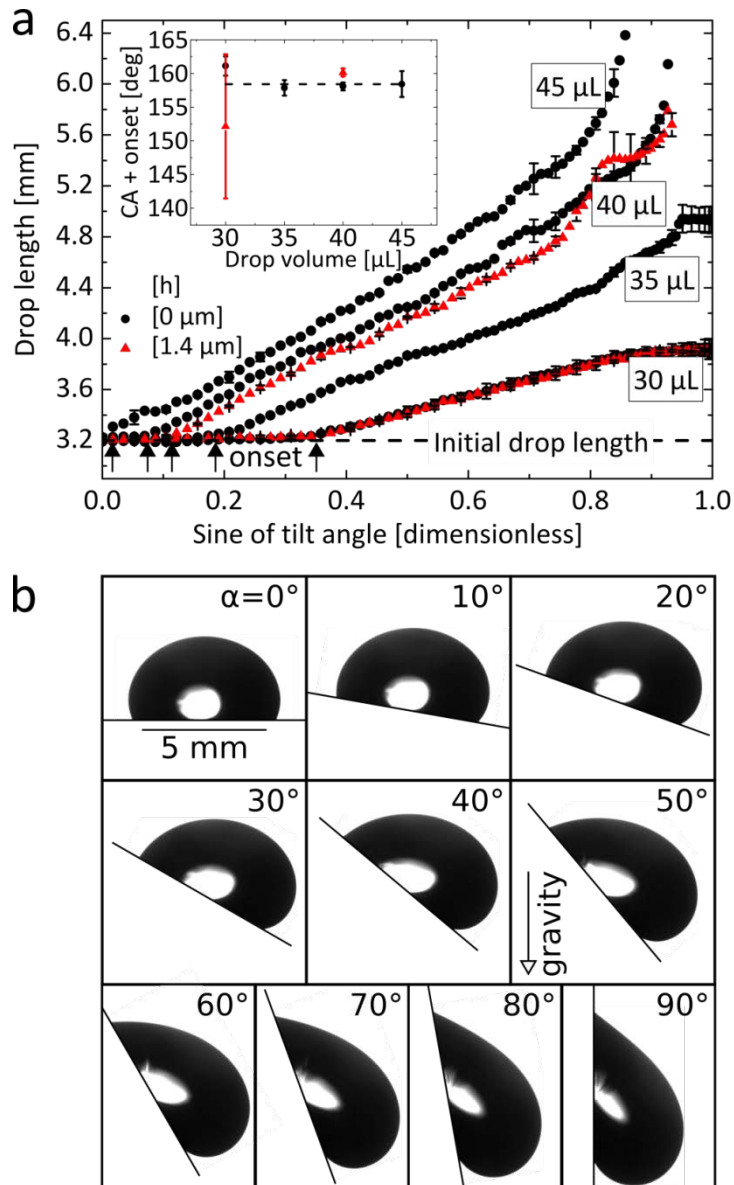 a
6.4
6.0
5.6
5.2
4.8
4.4
4.0
3.6
3.2
Drop length [mm]
165
160
155
150
145
140
CA + onset [deg]
30 35 40 45
Drop volume [µL]
45 µL
40 µL
35 µL
30 µL
[h]
[0 µm]
[1.4 µm]
onset
Initial drop length
0.0 0.2 0.4 0.6 0.8 1.0
Sine of tilt angle [dimensionless]
b
α=0° 10° 20°
5 mm
30° 40° 50°
gravity
60° 70° 80° 90°